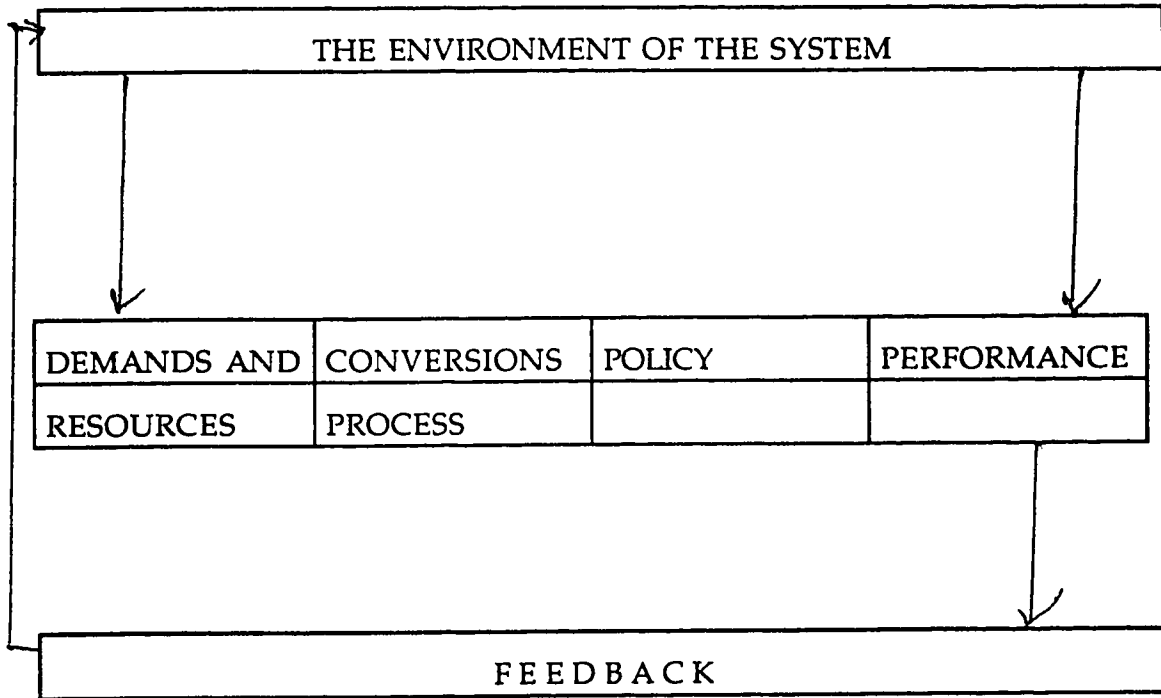 THE ENVIRONMENT OF THE SYSTEM
DEMANDS AND CONVERSIONS POLICY PERFORMANCE
RESOURCES PROCESS
FEEDBACK